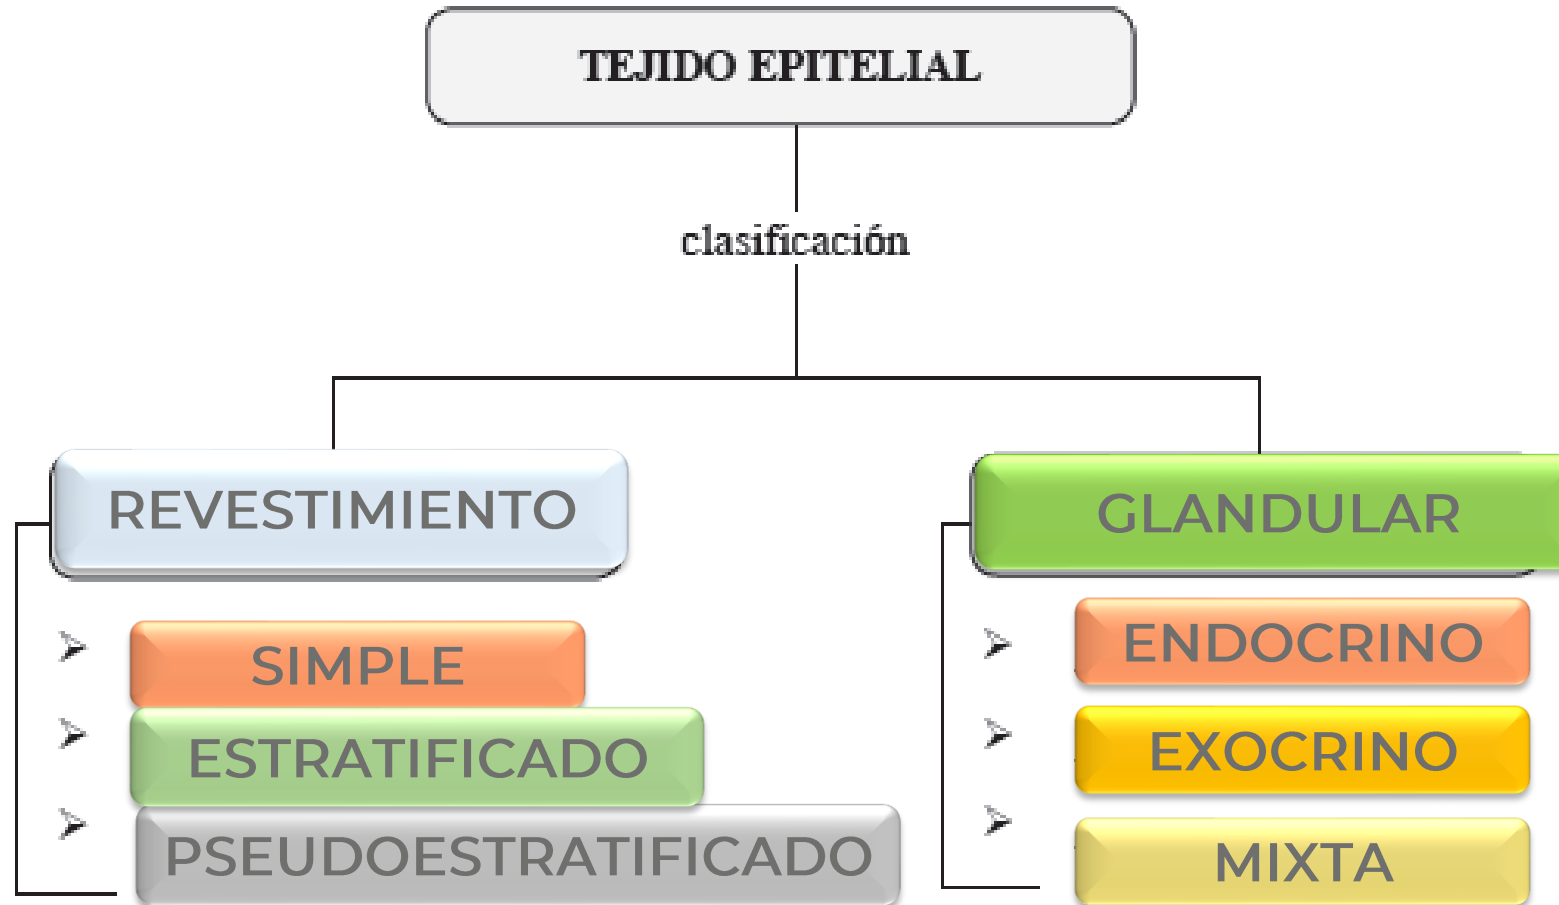 TEJIDO EPITELIAL
clasificación
REVESTIMIENTO
SIMPLE
ESTRATIFICADO
PSEUDOESTRATIFICADO
GLANDULAR
ENDOCRINO
EXOCRINO
MIXTA